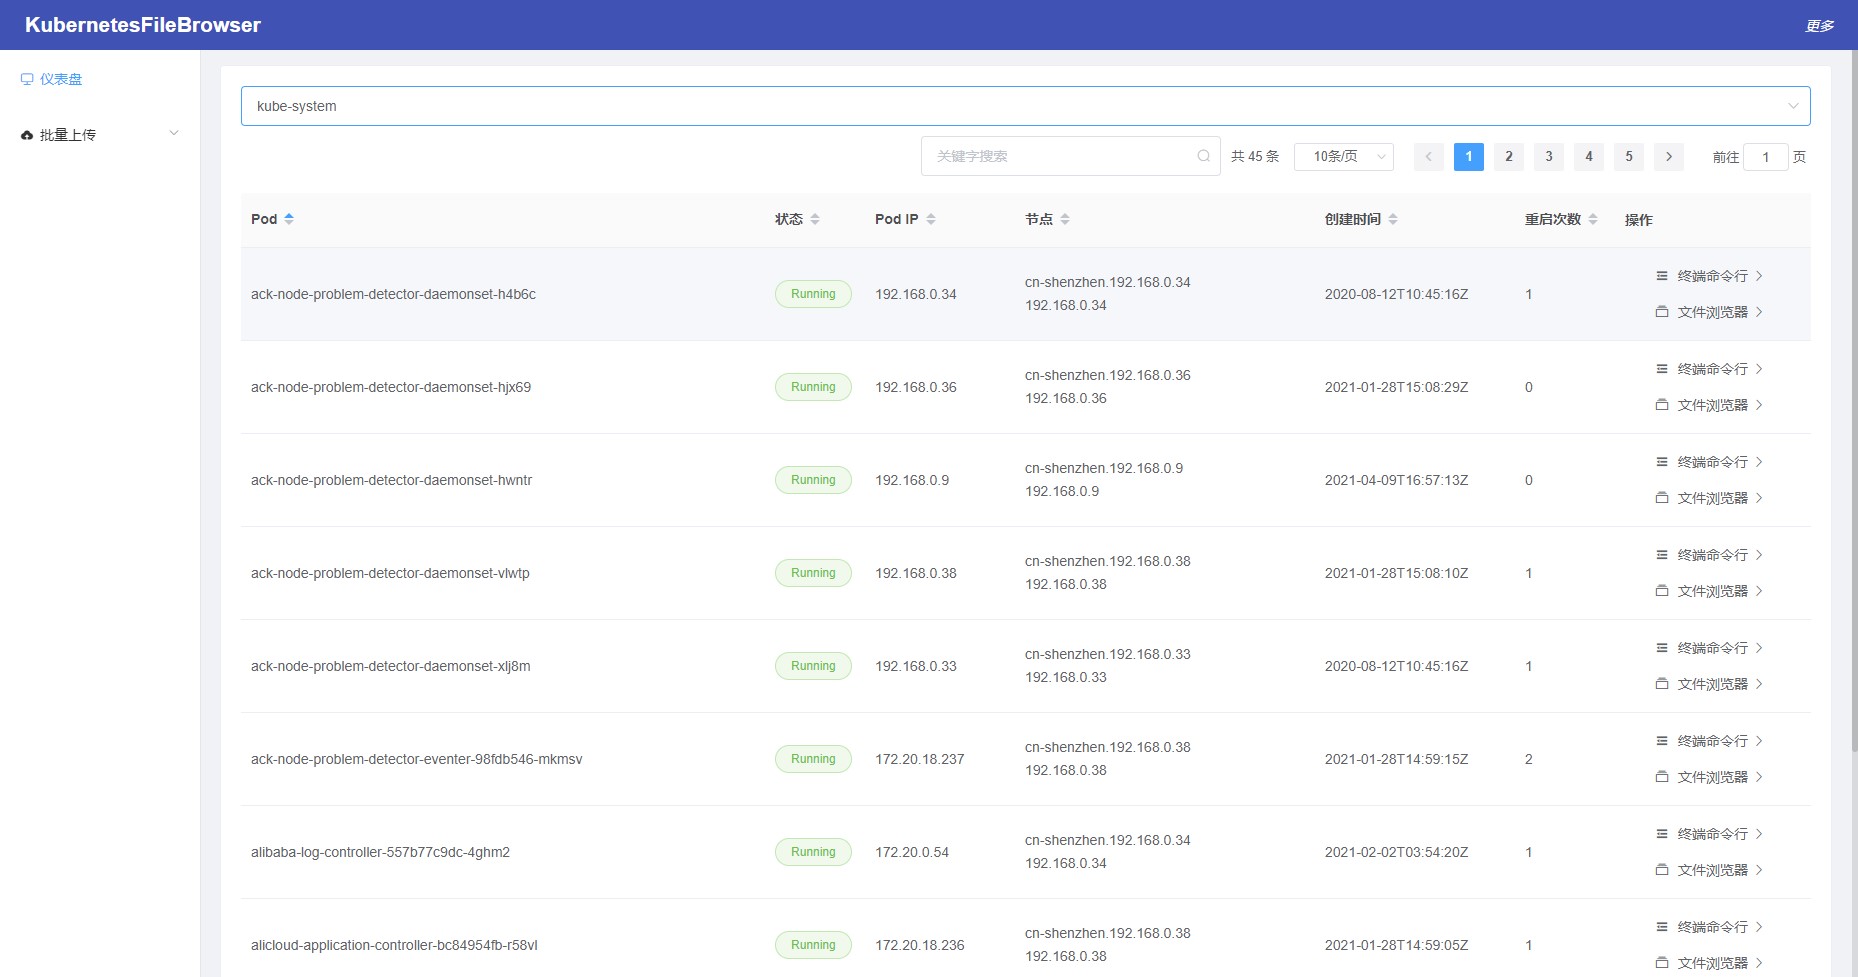 KubernetesFileBrowser
更多
仪表盘
批量上传
kube-system
关键字搜索 共 45 条 10条/页 1 2 3 4 5 前往 1 页
Pod 状态 Pod IP 节点 创建时间 重启次数 操作
ack-node-problem-detector-daemonset-h4b6c Running 192.168.0.34 cn-shenzhen.192.168.0.34 2020-08-12T10:45:16Z 1 终端命令行
192.168.0.34 文件浏览器
ack-node-problem-detector-daemonset-hjx69 Running 192.168.0.36 cn-shenzhen.192.168.0.36 2021-01-28T15:08:29Z 0 终端命令行
192.168.0.36 文件浏览器
ack-node-problem-detector-daemonset-hwntr Running 192.168.0.9 cn-shenzhen.192.168.0.9 2021-04-09T16:57:13Z 0 终端命令行
192.168.0.9 文件浏览器
ack-node-problem-detector-daemonset-vlwtp Running 192.168.0.38 cn-shenzhen.192.168.0.38 2021-01-28T15:08:10Z 1 终端命令行
192.168.0.38 文件浏览器
ack-node-problem-detector-daemonset-xlj8m Running 192.168.0.33 cn-shenzhen.192.168.0.33 2020-08-12T10:45:16Z 1 终端命令行
192.168.0.33 文件浏览器
ack-node-problem-detector-eventer-98fdb546-mkmsv Running 172.20.18.237 cn-shenzhen.192.168.0.38 2021-01-28T14:59:15Z 2 终端命令行
192.168.0.38 文件浏览器
alibaba-log-controller-557b77c9dc-4ghm2 Running 172.20.0.54 cn-shenzhen.192.168.0.34 2021-02-02T03:54:20Z 1 终端命令行
192.168.0.34 文件浏览器
alicloud-application-controller-bc84954fb-r58vl Running 172.20.18.236 cn-shenzhen.192.168.0.38 2021-01-28T14:59:05Z 1 终端命令行
192.168.0.38 文件浏览器